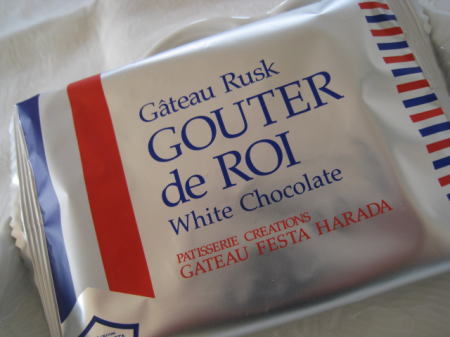 Gâteau Rusk
GOUTER
de ROI
White Chocolate
PATISSERIE CREATIONS
GATEAU FESTA HARADA